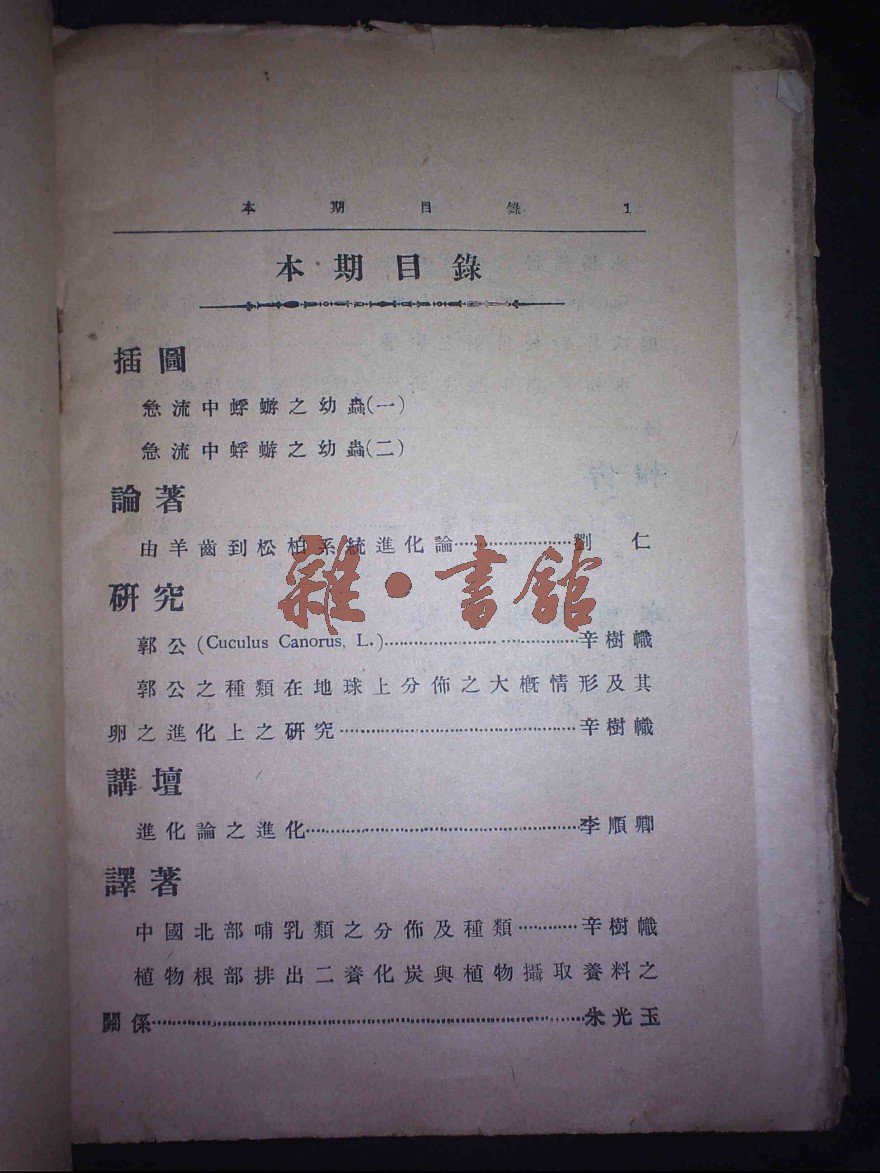 本期目錄 1
本期目錄
插圖
急流中蜉蝣之幼蟲(一)
急流中蜉蝣之幼蟲(二)
論著
由羊齒到松柏系統進化論……………………劉仁
研究
郭公(Cuculus Canorus, L.)……………………辛樹幟
郭公之種類在地球上分佈之大概情形及其
卵之進化上之研究……………………辛樹幟
講壇
進化論之進化……………………李順卿
譯著
中國北部哺乳類之分佈及種類…………辛樹幟
植物根部排出二養化炭與植物攝取養料之
關係……………………朱光玉
雜·書館